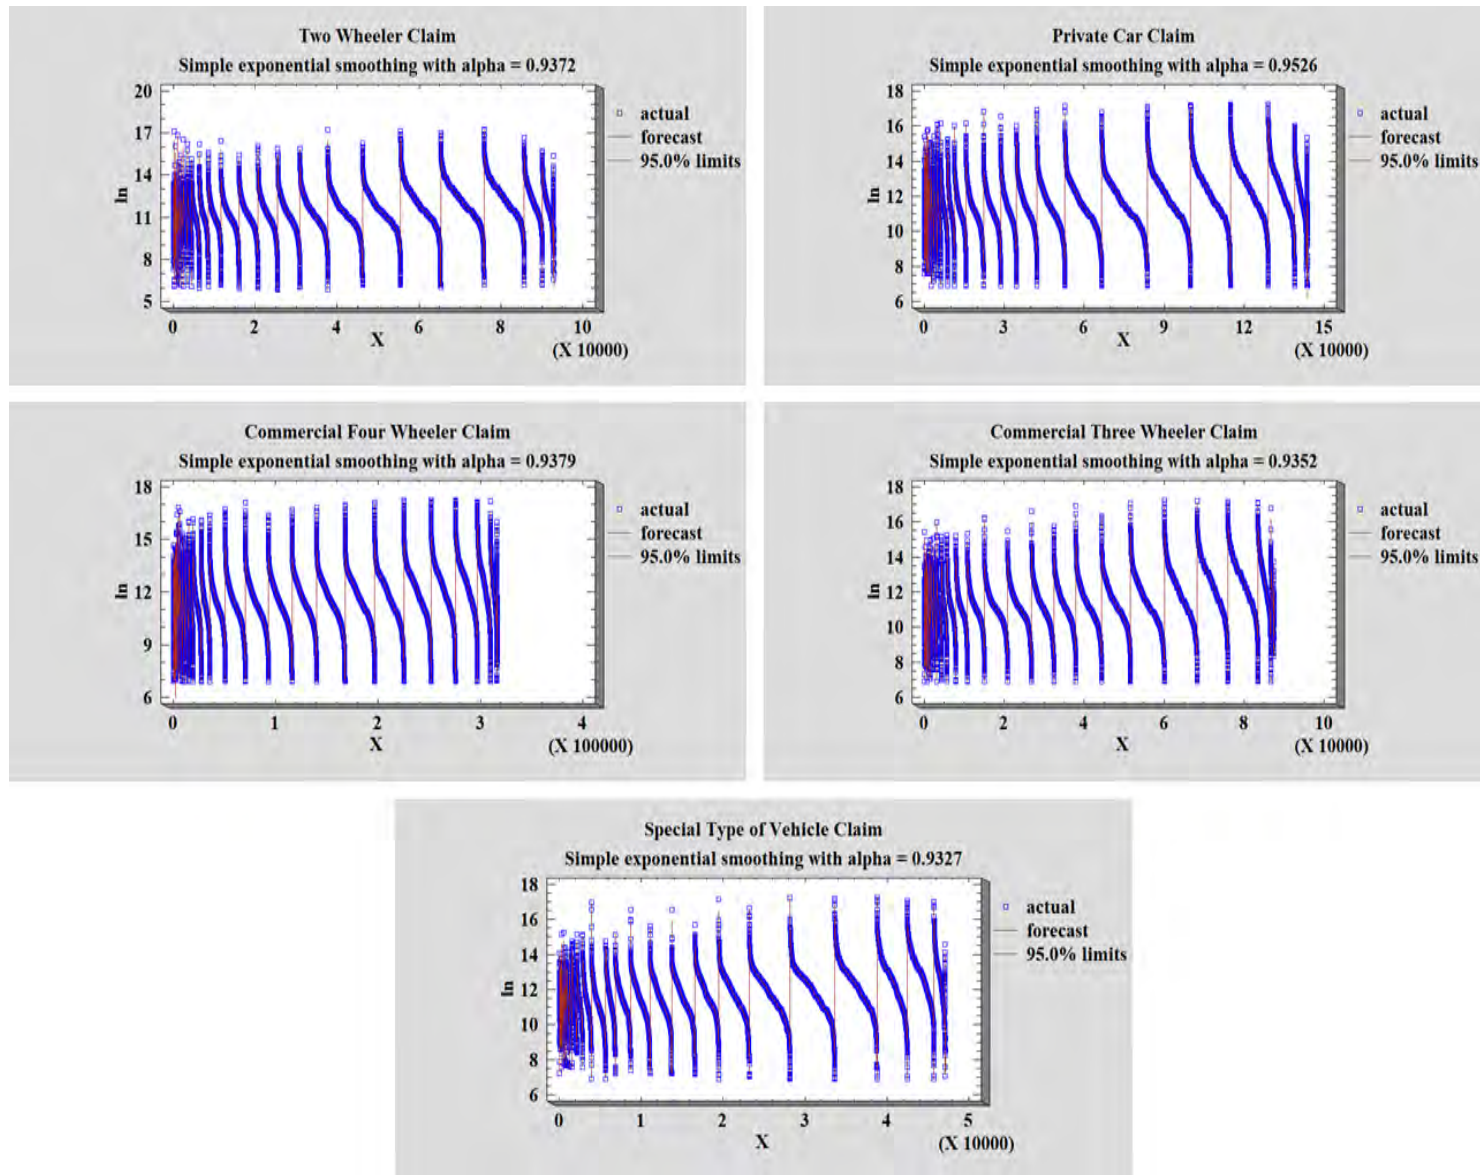 Two Wheeler Claim
Simple exponential smoothing with alpha = 0.9372
20
17
14
11
8
5
ln
0 2 4 6 8 10
X
(X 10000)
actual
forecast
95.0% limits
Private Car Claim
Simple exponential smoothing with alpha = 0.9526
18
16
14
12
10
8
6
ln
0 3 6 9 12 15
X
(X 10000)
actual
forecast
95.0% limits
Commercial Four Wheeler Claim
Simple exponential smoothing with alpha = 0.9379
18
15
12
9
6
ln
0 1 2 3 4
X
(X 100000)
actual
forecast
95.0% limits
Commercial Three Wheeler Claim
Simple exponential smoothing with alpha = 0.9352
18
16
14
12
10
8
6
ln
0 2 4 6 8 10
X
(X 10000)
actual
forecast
95.0% limits
Special Type of Vehicle Claim
Simple exponential smoothing with alpha = 0.9327
18
16
14
12
10
8
6
ln
0 1 2 3 4 5
X
(X 10000)
actual
forecast
95.0% limits